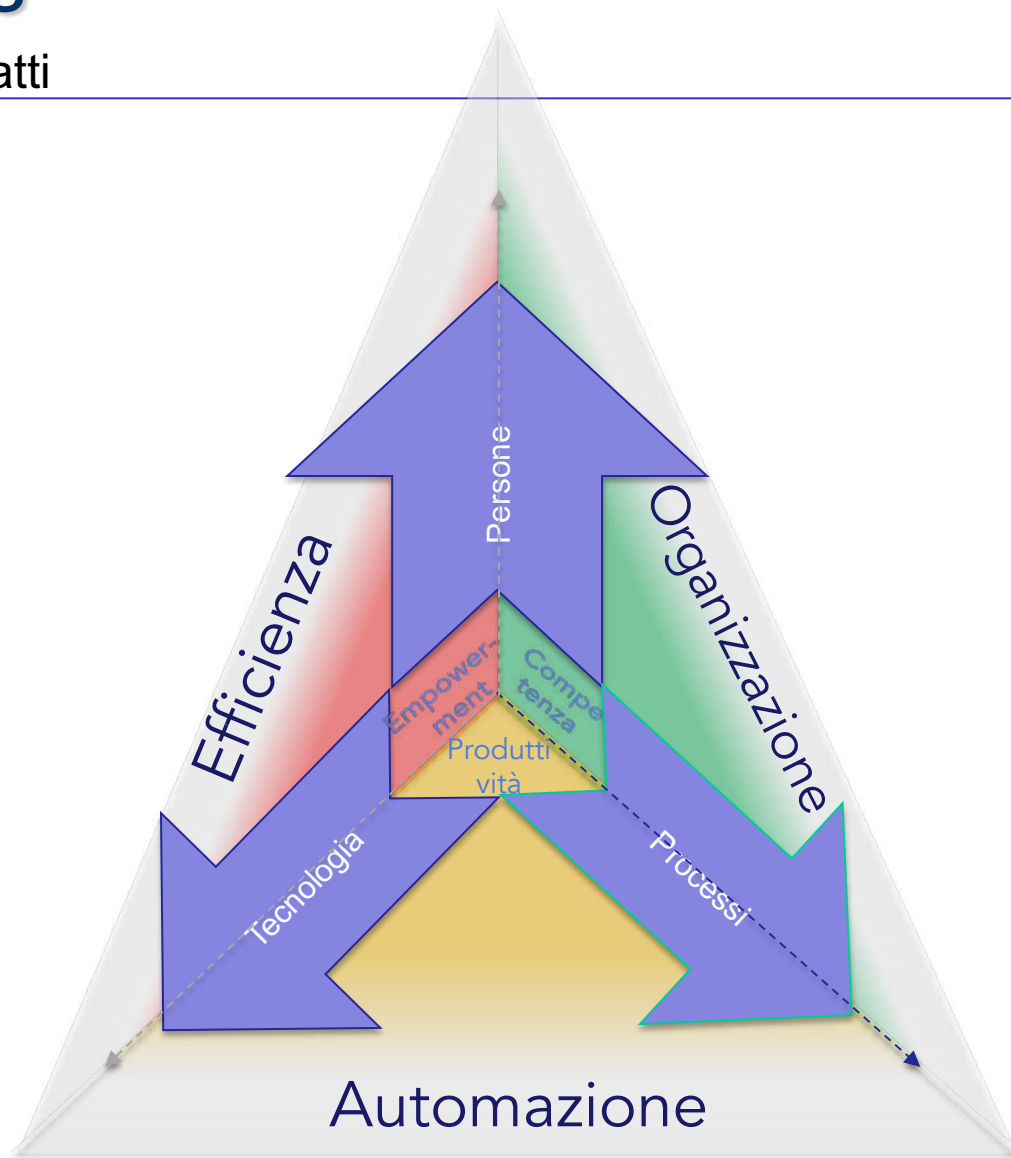 atti
Persone
Efficienza
Organizzazione
Empower-
ment
Compe
tenza
Produtti
vità
Tecnologia
Processi
Automazione